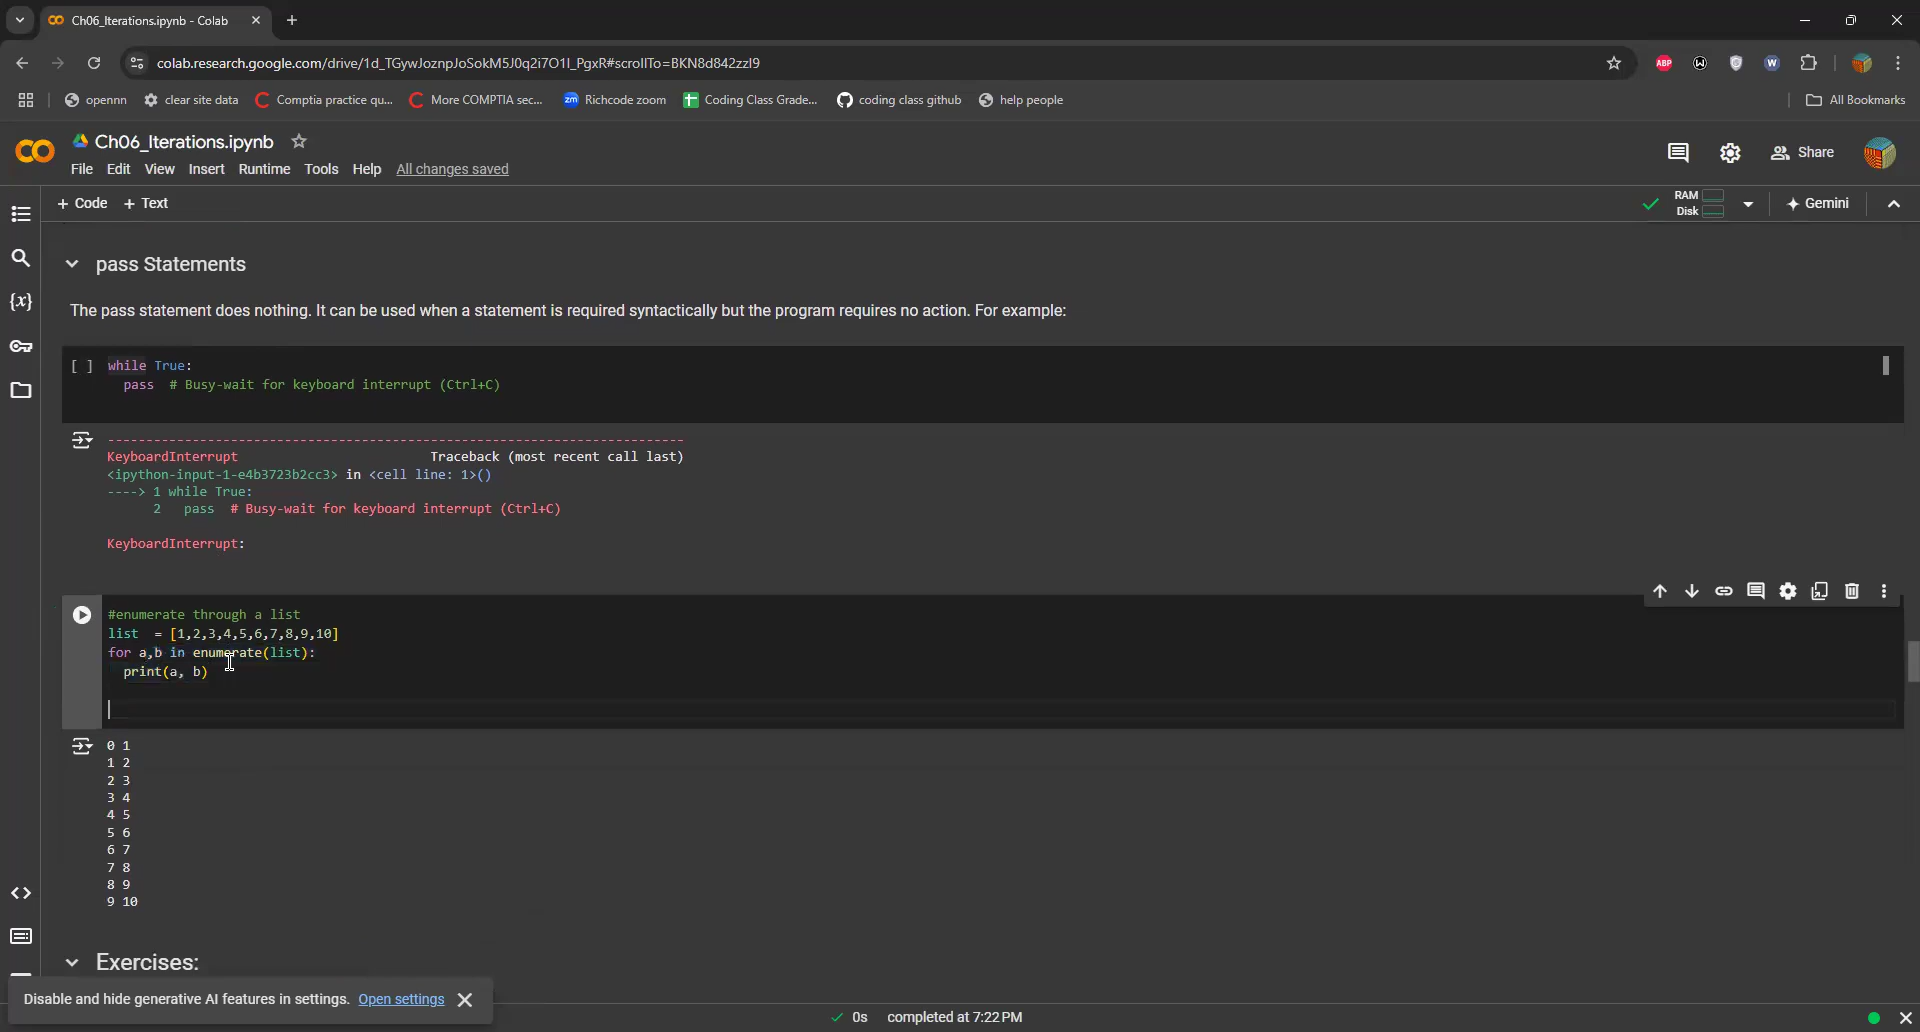 Ch06_Iterations.ipynb - Colab
colab.research.google.com/drive/1d_TGywJoznpJoSokM5J0q2i7O1I_PgxR#scrollTo=BKN8d842zzI9
ABP
W
opennn
clear site data
Comptia practice qu...
More COMPTIA sec...
zm Richcode zoom
Coding Class Grade...
coding class github
help people
All Bookmarks
Ch06_Iterations.ipynb
File Edit View Insert Runtime Tools Help All changes saved
Share
+ Code + Text
RAM
Disk
Gemini
{x}
pass Statements
The pass statement does nothing. It can be used when a statement is required syntactically but the program requires no action. For example:
[ ] while True:
pass # Busy-wait for keyboard interrupt (Ctrl+C)
---------------------------------------------------------------------------
KeyboardInterrupt Traceback (most recent call last)
<ipython-input-1-e4b3723b2cc3> in <cell line: 1>()
----> 1 while True:
2 pass # Busy-wait for keyboard interrupt (Ctrl+C)
KeyboardInterrupt:
#enumerate through a list
list = [1,2,3,4,5,6,7,8,9,10]
for a,b in enumerate(list):
print(a, b)
0 1
1 2
2 3
3 4
4 5
5 6
6 7
7 8
8 9
9 10
Exercises:
Disable and hide generative AI features in settings. Open settings
0s completed at 7:22 PM